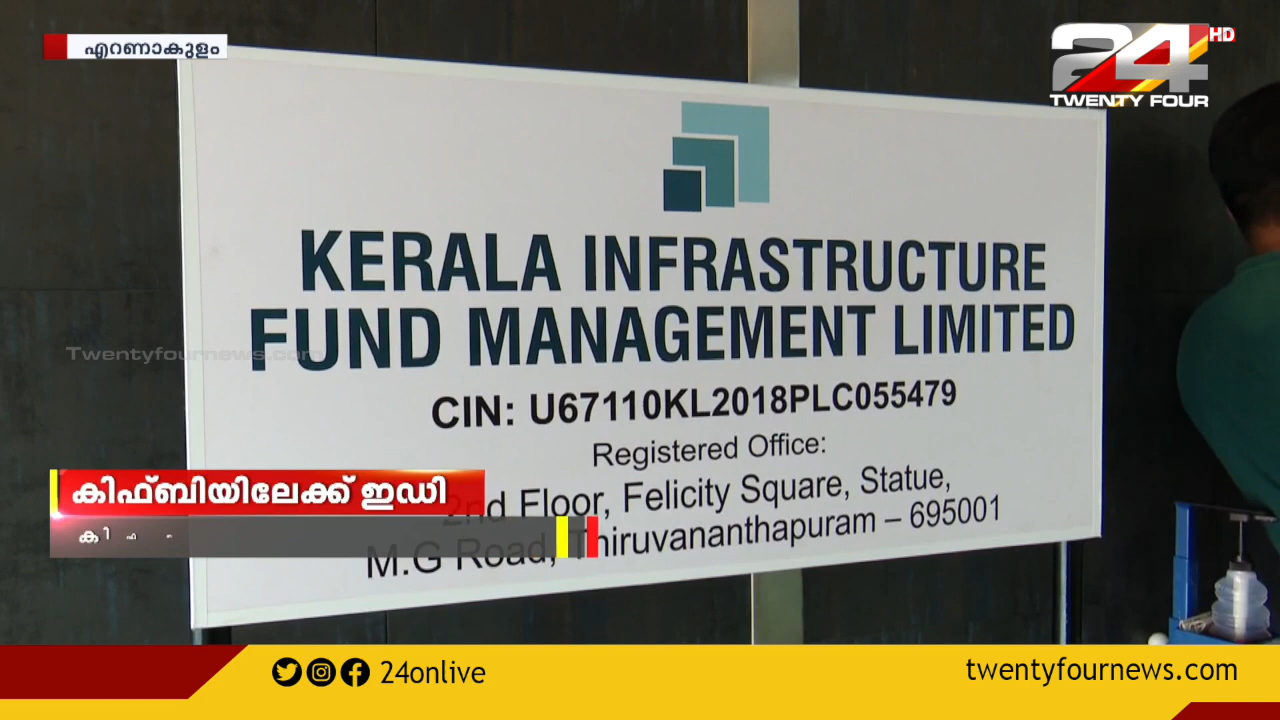 എറണാകുളം
24 HD
TWENTY FOUR
KERALA INFRASTRUCTURE
FUND MANAGEMENT LIMITED
Twentyfournews.com
CIN: U67110KL2018PLC055479
Registered Office:
2nd Floor, Felicity Square, Statue,
M.G Road, Thiruvananthapuram – 695001
കിഫ്ബിയിലേക്ക് ഇഡി
24onlive
twentyfournews.com